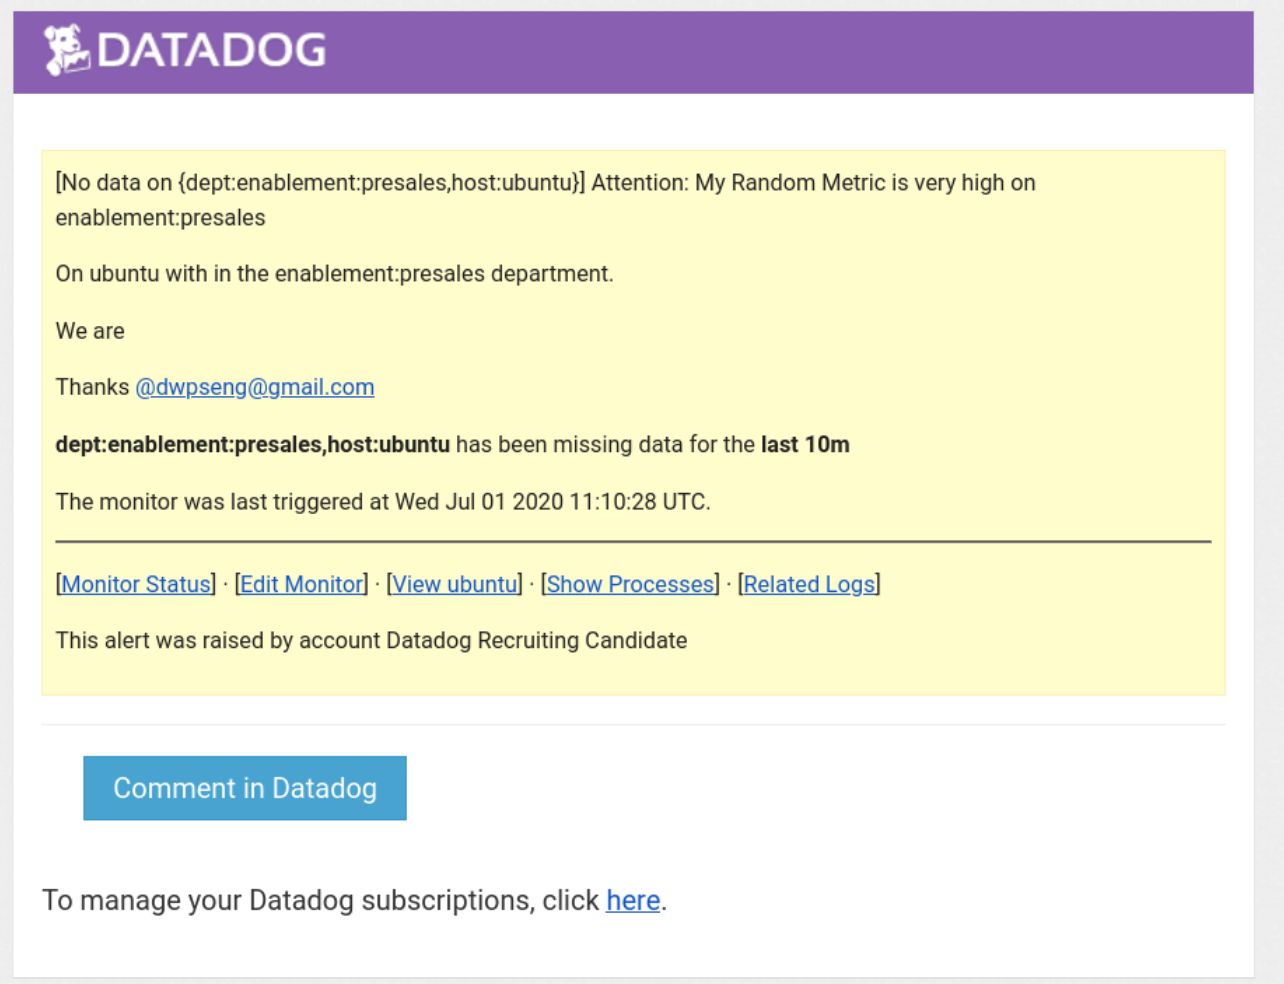 DATADOG
[No data on {dept:enablement:presales,host:ubuntu}] Attention: My Random Metric is very high on
enablement:presales
On ubuntu with in the enablement:presales department.
We are
Thanks @dwpseng@gmail.com
dept:enablement:presales,host:ubuntu has been missing data for the last 10m
The monitor was last triggered at Wed Jul 01 2020 11:10:28 UTC.
[Monitor Status] · [Edit Monitor] · [View ubuntu] · [Show Processes] · [Related Logs]
This alert was raised by account Datadog Recruiting Candidate
Comment in Datadog
To manage your Datadog subscriptions, click here.